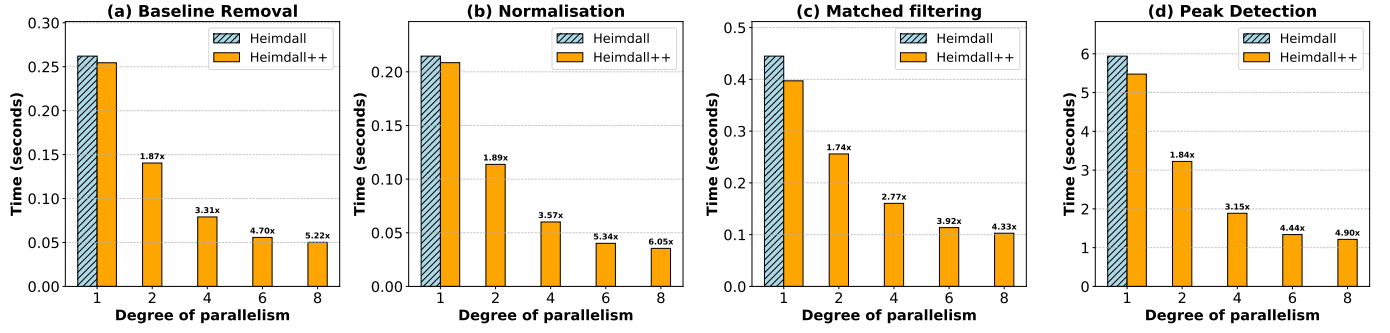 (a) Baseline Removal
Time (seconds)
0.30
0.25
0.20
0.15
0.10
0.05
0.00
Heimdall
Heimdall++
1.87x
3.31x
4.70x
5.22x
1 2 4 6 8
Degree of parallelism
(b) Normalisation
Time (seconds)
0.20
0.15
0.10
0.05
0.00
Heimdall
Heimdall++
1.89x
3.57x
5.34x
6.05x
1 2 4 6 8
Degree of parallelism
(c) Matched filtering
Time (seconds)
0.5
0.4
0.3
0.2
0.1
0.0
Heimdall
Heimdall++
1.74x
2.77x
3.92x
4.33x
1 2 4 6 8
Degree of parallelism
(d) Peak Detection
Time (seconds)
6
5
4
3
2
1
0
Heimdall
Heimdall++
1.84x
3.15x
4.44x
4.90x
1 2 4 6 8
Degree of parallelism